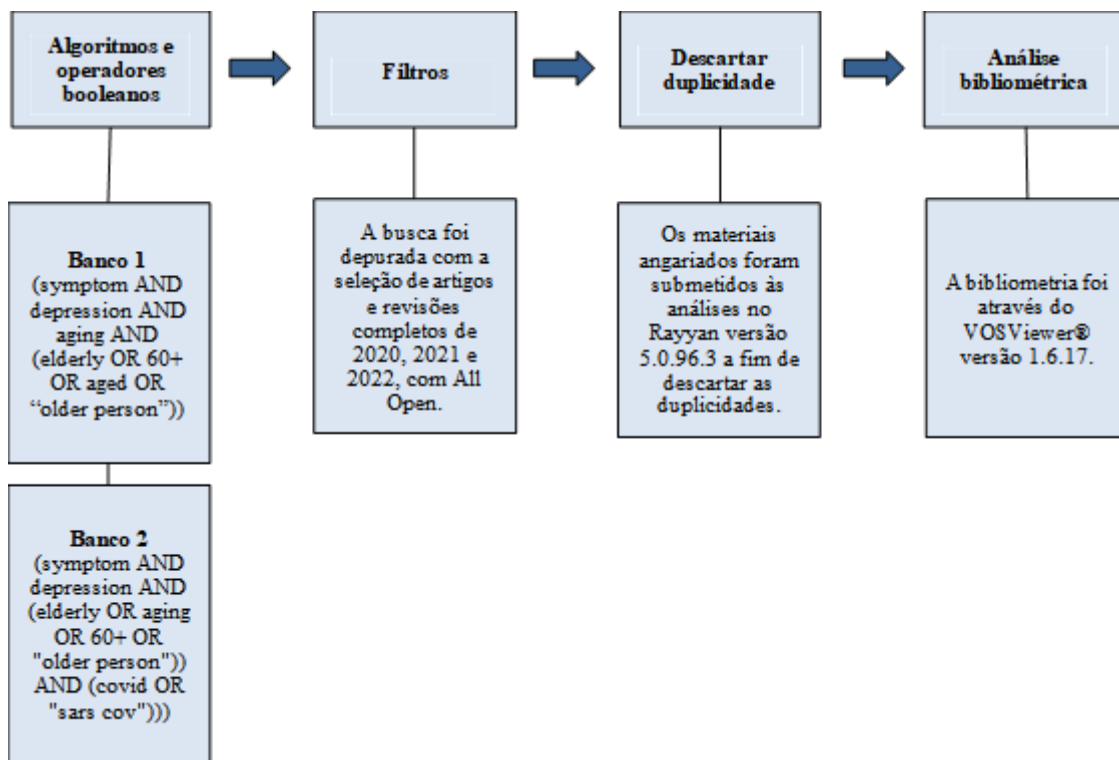 Algoritmos e
operadores
booleanos
Filtros
Descartar
duplicidade
Análise
bibliométrica
Banco 1
(symptom AND
depression AND
aging AND
(elderly OR 60+
OR aged OR
“older person”))
Banco 2
(symptom AND
depression AND
(elderly OR aging
OR 60+ OR
"older person"))
AND (covid OR
"sars cov")))
A busca foi
depurada com a
seleção de artigos
e revisões
completos de
2020, 2021 e
2022, com All
Open.
Os materiais
angariados foram
submetidos às
análises no
Rayyan versão
5.0.96.3 a fim de
descartar as
duplicidades.
A bibliometria foi
através do
VOSViewer®
versão 1.6.17.